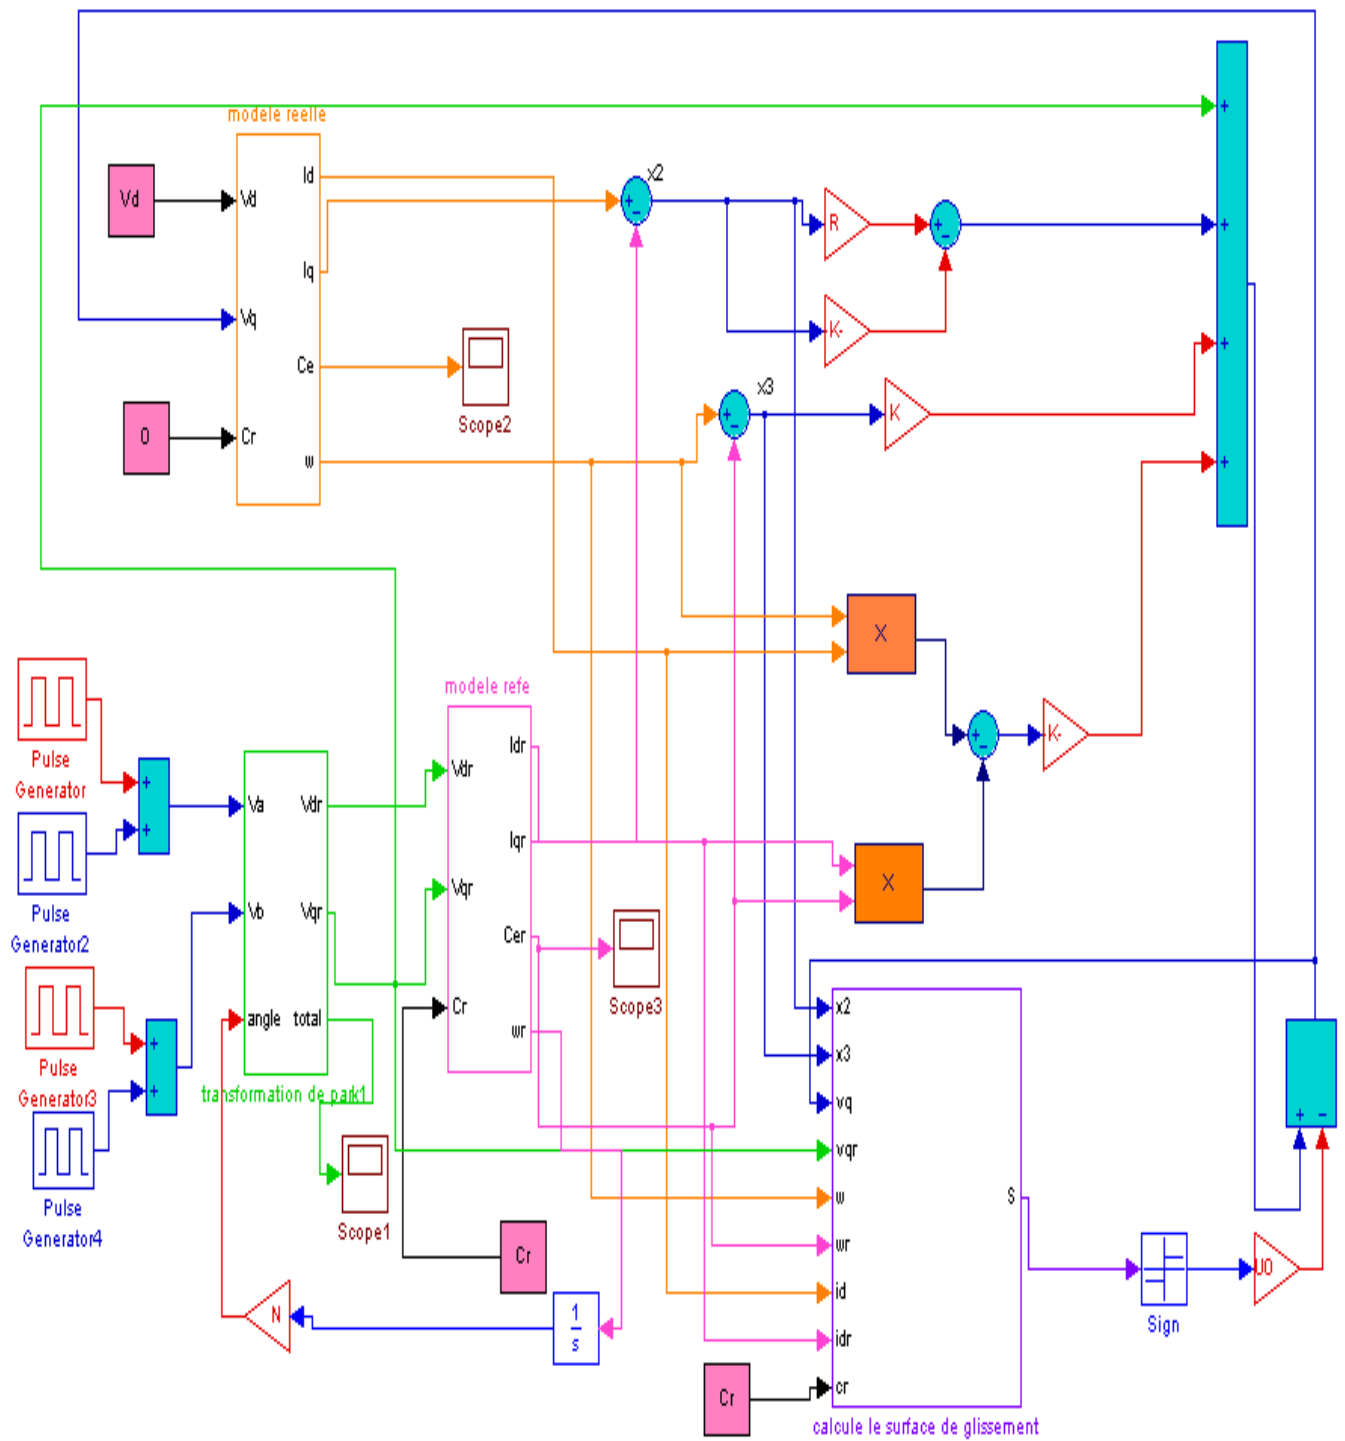 modele reelle
Vd
Vd
Id
Iq
Vq
Ce
0
Cr
w
Scope2
x2
R
K-
x3
K
+
+
+
+
+
-
+
-
+
-
X
K-
+
-
X
Pulse
Generator
Pulse
Generator2
Pulse
Generator3
Pulse
Generator4
+
+
+
+
Va
Vdr
Vb
Vqr
angle total
transformation de park1
Scope1
modele refe
Idr
Vdr
Iqr
Vqr
Cer
Cr
wr
Scope3
Cr
N
1
s
x2
x3
vq
vqr
w
S
wr
id
idr
cr
Cr
calcule le surface de glissement
Sign
U0
+ -